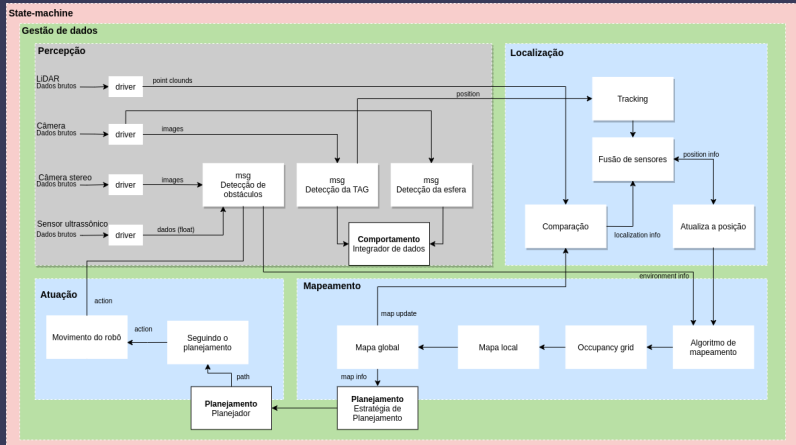 State-machine
Gestão de dados
Percepção
LiDAR
Dados brutos
driver
point clounds
Câmera
Dados brutos
driver
images
Câmera stereo
Dados brutos
driver
images
Sensor ultrassônico
Dados brutos
driver
dados (float)
msg
Detecção de
obstáculos
msg
Detecção da TAG
msg
Detecção da esfera
Comportamento
Integrador de dados
position
Localização
Tracking
Fusão de sensores
position info
Comparação
localization info
Atualiza a posição
environment info
Atuação
action
Movimento do robô
action
Seguindo o
planejamento
path
Planejamento
Planejador
Mapeamento
map update
Mapa global
Mapa local
Occupancy grid
Algoritmo de
mapeamento
map info
Planejamento
Estratégia de
Planejamento